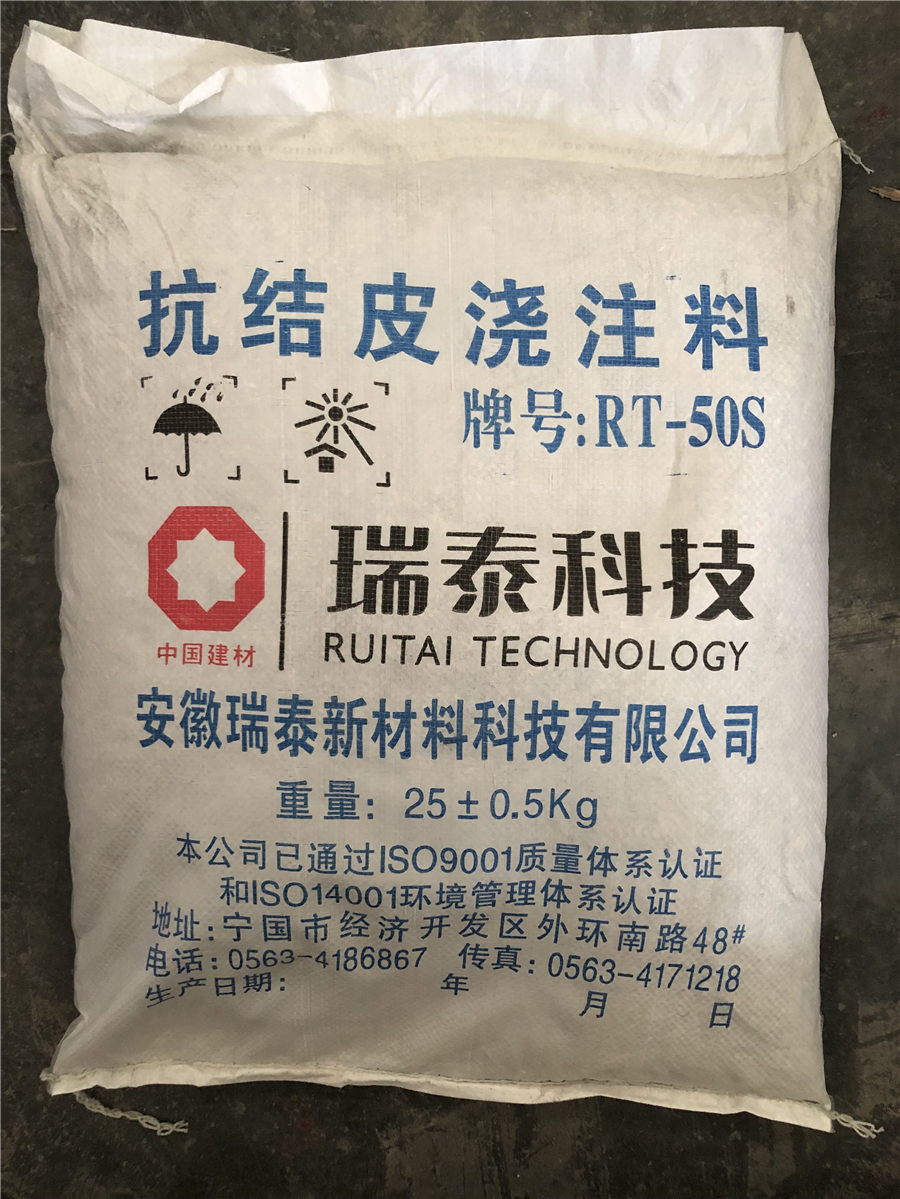 抗结皮浇注料
牌号:RT-50S
中国建材
瑞泰科技
RUITAI TECHNOLOGY
安徽瑞泰新材料科技有限公司
重量: 25±0.5Kg
本公司已通过ISO9001质量体系认证
和ISO14001环境管理体系认证
地址:宁国市经济开发区外环南路48#
电话:0563-4186867 传真:0563-4171218
生产日期: 年 月 日